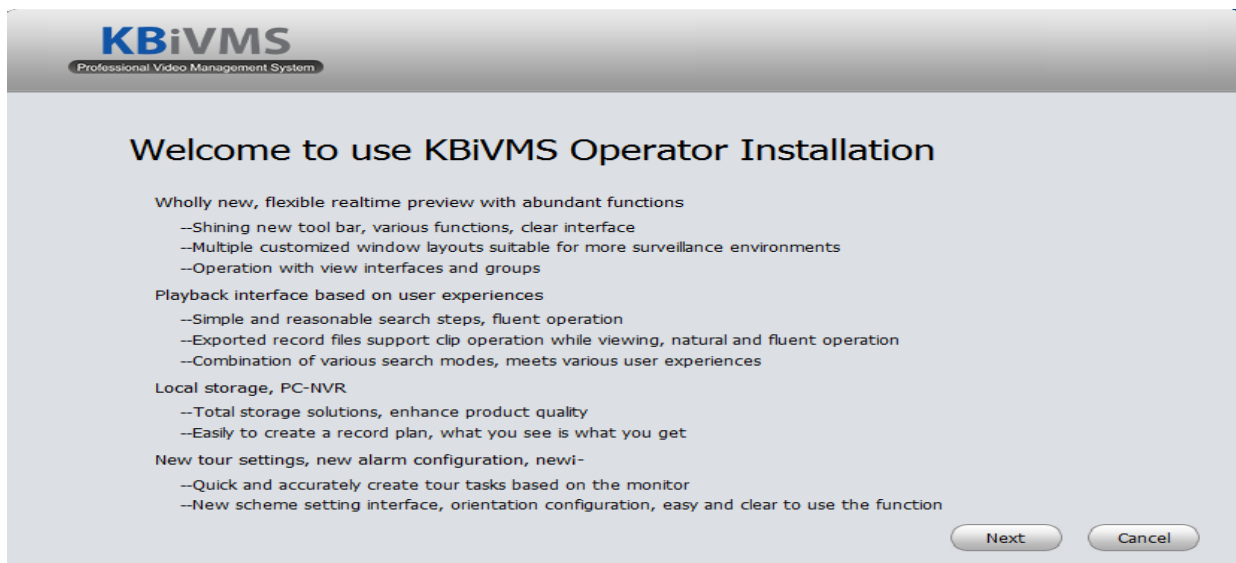 KBiVMS
Professional Video Management System
Welcome to use KBiVMS Operator Installation
Wholly new, flexible realtime preview with abundant functions
--Shining new tool bar, various functions, clear interface
--Multiple customized window layouts suitable for more surveillance environments
--Operation with view interfaces and groups
Playback interface based on user experiences
--Simple and reasonable search steps, fluent operation
--Exported record files support clip operation while viewing, natural and fluent operation
--Combination of various search modes, meets various user experiences
Local storage, PC-NVR
--Total storage solutions, enhance product quality
--Easily to create a record plan, what you see is what you get
New tour settings, new alarm configuration, newi-
--Quick and accurately create tour tasks based on the monitor
--New scheme setting interface, orientation configuration, easy and clear to use the function
Next Cancel